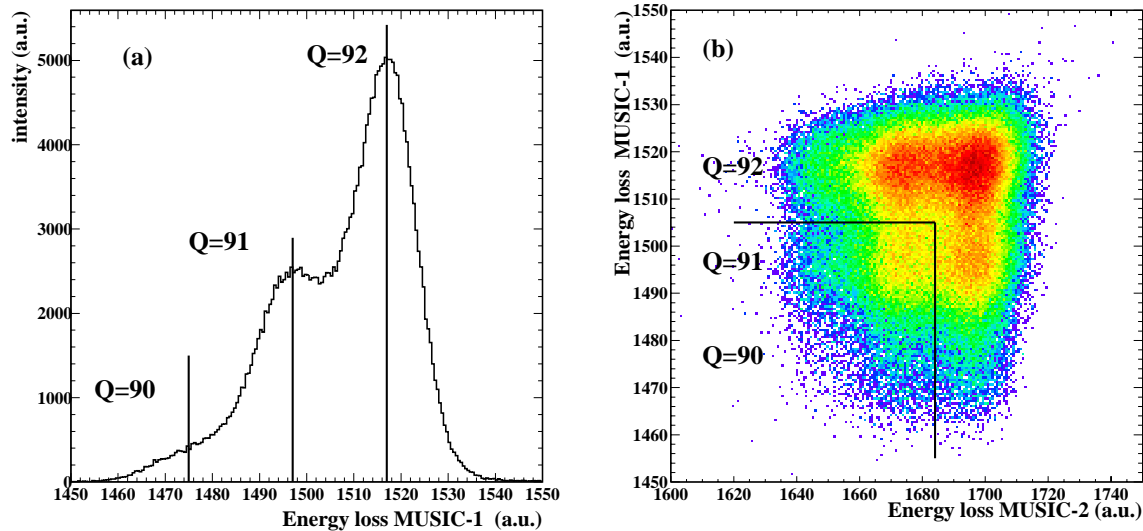 (a)
Q=92
Q=91
Q=90
intensity (a.u.)
5000
4000
3000
2000
1000
0
1450 1460 1470 1480 1490 1500 1510 1520 1530 1540 1550
Energy loss MUSIC-1 (a.u.)
(b)
Q=92
Q=91
Q=90
Energy loss MUSIC-1 (a.u.)
1550
1540
1530
1520
1510
1500
1490
1480
1470
1460
1450
1600 1620 1640 1660 1680 1700 1720 1740
Energy loss MUSIC-2 (a.u.)